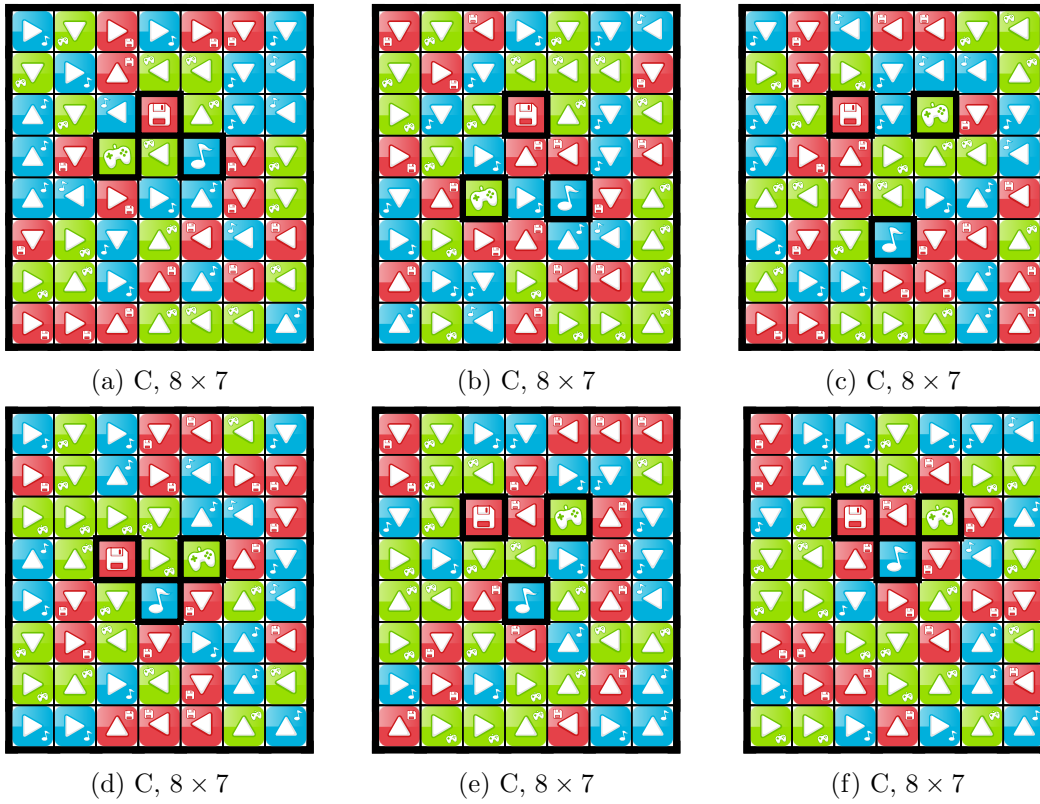 (a) C, 8 × 7
(b) C, 8 × 7
(c) C, 8 × 7
(d) C, 8 × 7
(e) C, 8 × 7
(f) C, 8 × 7